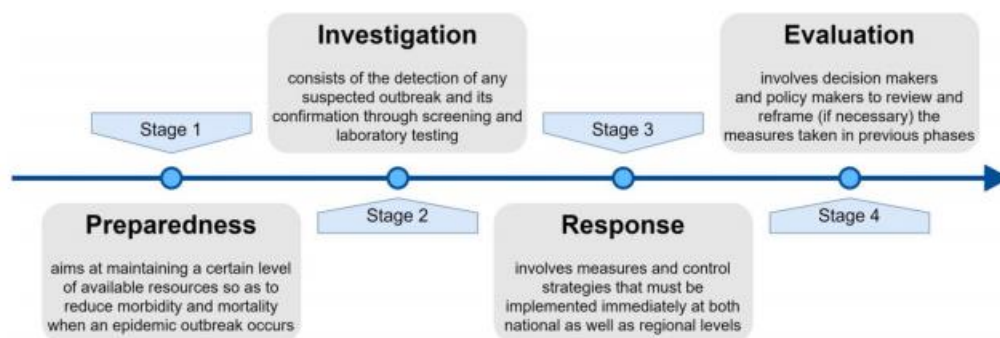 Investigation
consists of the detection of any
suspected outbreak and its
confirmation through screening and
laboratory testing
Evaluation
involves decision makers
and policy makers to review and
reframe (if necessary) the
measures taken in previous phases
Stage 1
Stage 3
Stage 2
Stage 4
Preparedness
aims at maintaining a certain level
of available resources so as to
reduce morbidity and mortality
when an epidemic outbreak occurs
Response
involves measures and control
strategies that must be
implemented immediately at both
national as well as regional levels